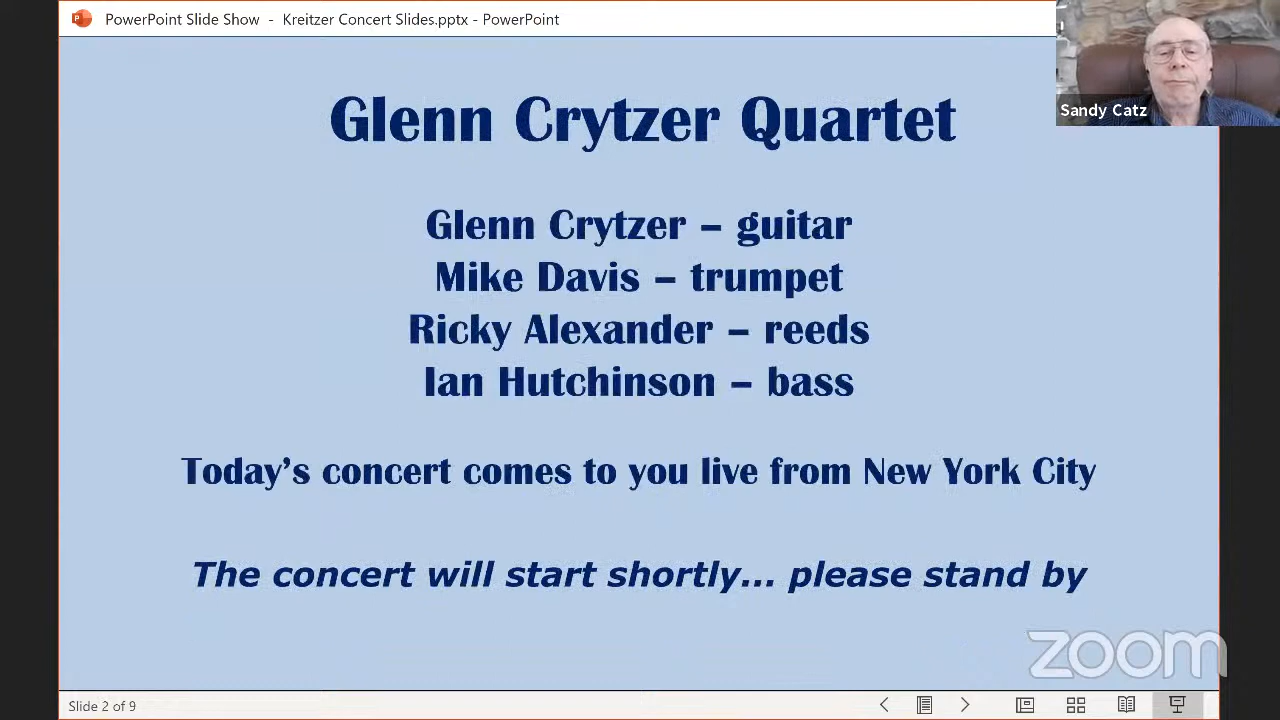 PowerPoint Slide Show - Kreitzer Concert Slides.pptx - PowerPoint
Sandy Catz
Glenn Crytzer Quartet
Glenn Crytzer – guitar
Mike Davis – trumpet
Ricky Alexander – reeds
Ian Hutchinson – bass
Today’s concert comes to you live from New York City
The concert will start shortly... please stand by
zoom
Slide 2 of 9